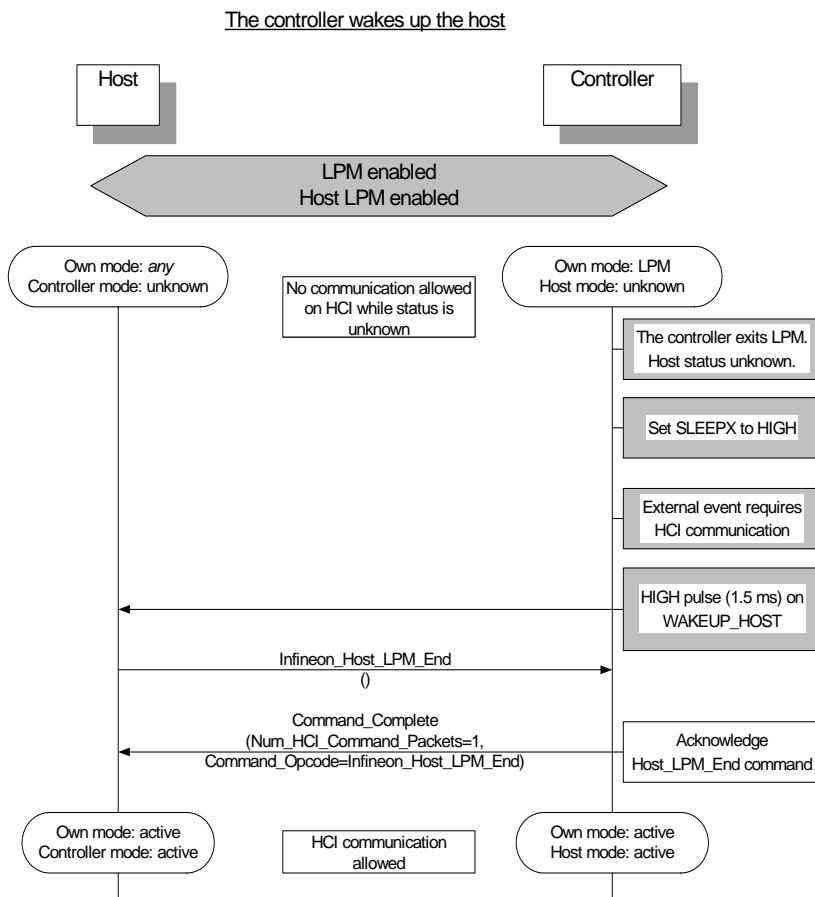 The controller wakes up the host
Host
Controller
LPM enabled
Host LPM enabled
Own mode: any
Controller mode: unknown
No communication allowed
on HCI while status is
unknown
Own mode: LPM
Host mode: unknown
The controller exits LPM.
Host status unknown.
Set SLEEPX to HIGH
External event requires
HCI communication
HIGH pulse (1.5 ms) on
WAKEUP_HOST
Infineon_Host_LPM_End
()
Command_Complete
(Num_HCI_Command_Packets=1,
Command_Opcode=Infineon_Host_LPM_End)
Acknowledge
Host_LPM_End command
Own mode: active
Controller mode: active
HCI communication
allowed
Own mode: active
Host mode: active